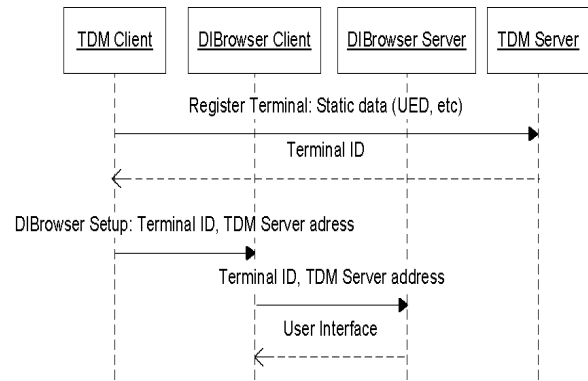 TDM Client
DIBrowser Client
DIBrowser Server
TDM Server
Register Terminal: Static data (UED, etc)
Terminal ID
DIBrowser Setup: Terminal ID, TDM Server adress
Terminal ID, TDM Server address
User Interface